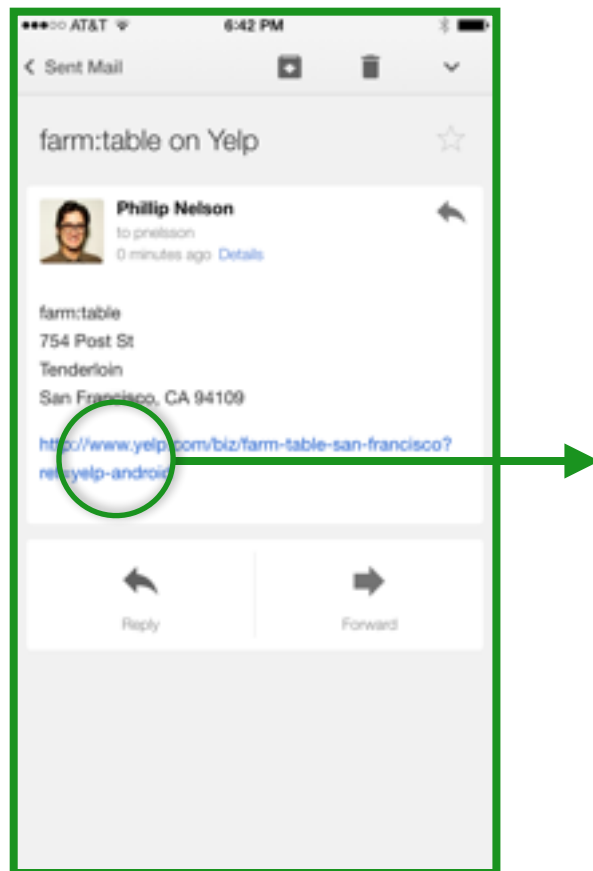 AT&T 6:42 PM
Sent Mail
farm:table on Yelp
Phillip Nelson
to pnelsson
0 minutes ago Details
farm:table
754 Post St
Tenderloin
San Francisco, CA 94109
http://www.yelp.com/biz/farm-table-san-francisco?
ref=yelp-android
Reply
Forward